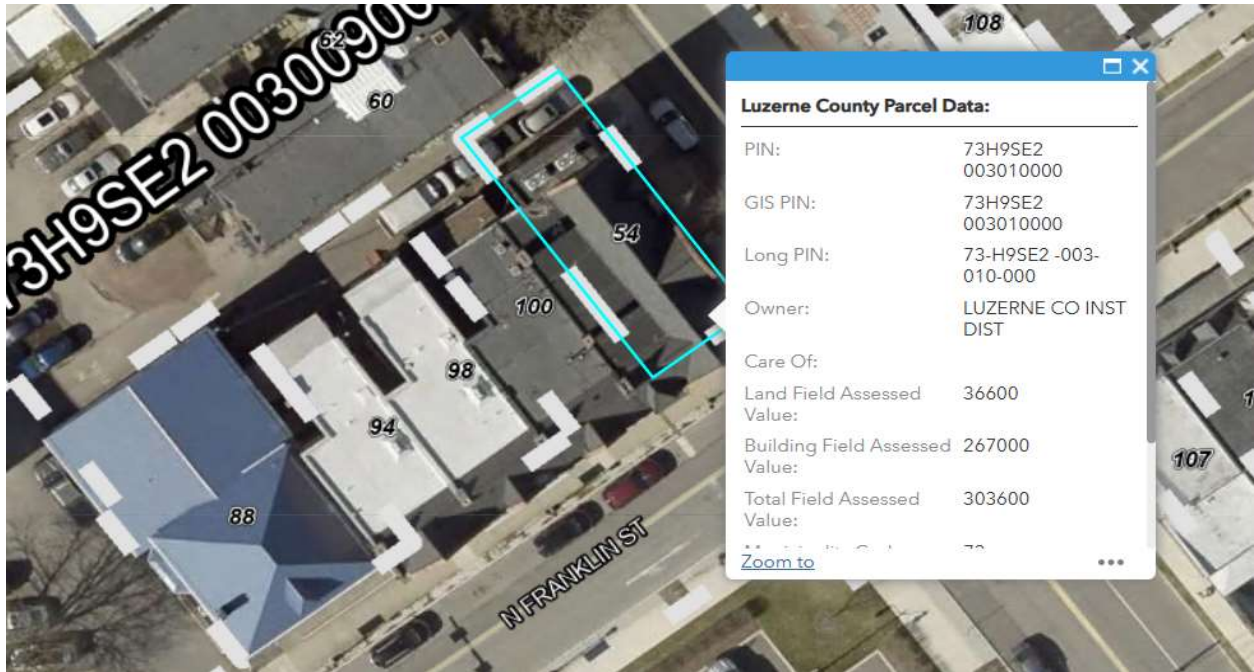 62
73H9SE2 00300900
60
108
54
100
98
94
88
N FRANKLIN ST
107
Luzerne County Parcel Data:
PIN: 73H9SE2
003010000
GIS PIN: 73H9SE2
003010000
Long PIN: 73-H9SE2 -003-
010-000
Owner: LUZERNE CO INST
DIST
Care Of:
Land Field Assessed 36600
Value:
Building Field Assessed 267000
Value:
Total Field Assessed 303600
Value:
Zoom to